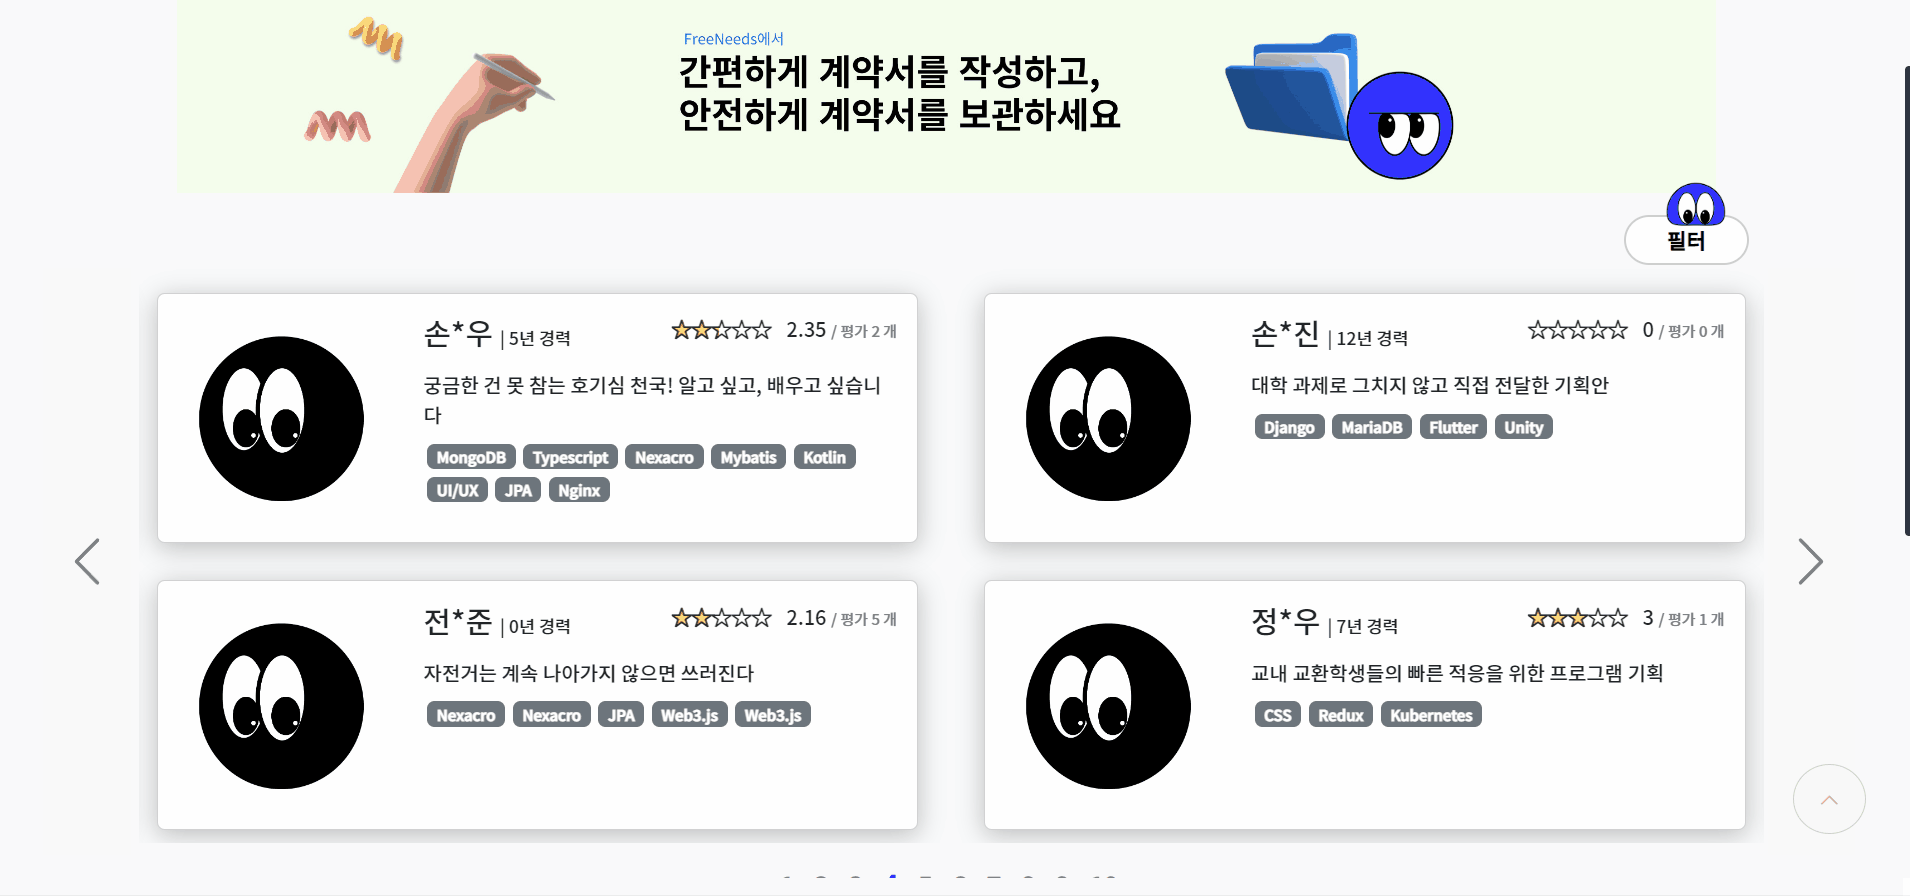 FreeNeeds에서
간편하게 계약서를 작성하고,
안전하게 계약서를 보관하세요
필터
손*우 | 5년 경력 2.35 / 평가 2 개
궁금한 건 못 참는 호기심 천국! 알고 싶고, 배우고 싶습니
다
MongoDB Typescript Nexacro Mybatis Kotlin
UI/UX JPA Nginx
손*진 | 12년 경력 0 / 평가 0 개
대학 과제로 그치지 않고 직접 전달한 기획안
Django MariaDB Flutter Unity
전*준 | 0년 경력 2.16 / 평가 5 개
자전거는 계속 나아가지 않으면 쓰러진다
Nexacro Nexacro JPA Web3.js Web3.js
정*우 | 7년 경력 3 / 평가 1 개
교내 교환학생들의 빠른 적응을 위한 프로그램 기획
CSS Redux Kubernetes